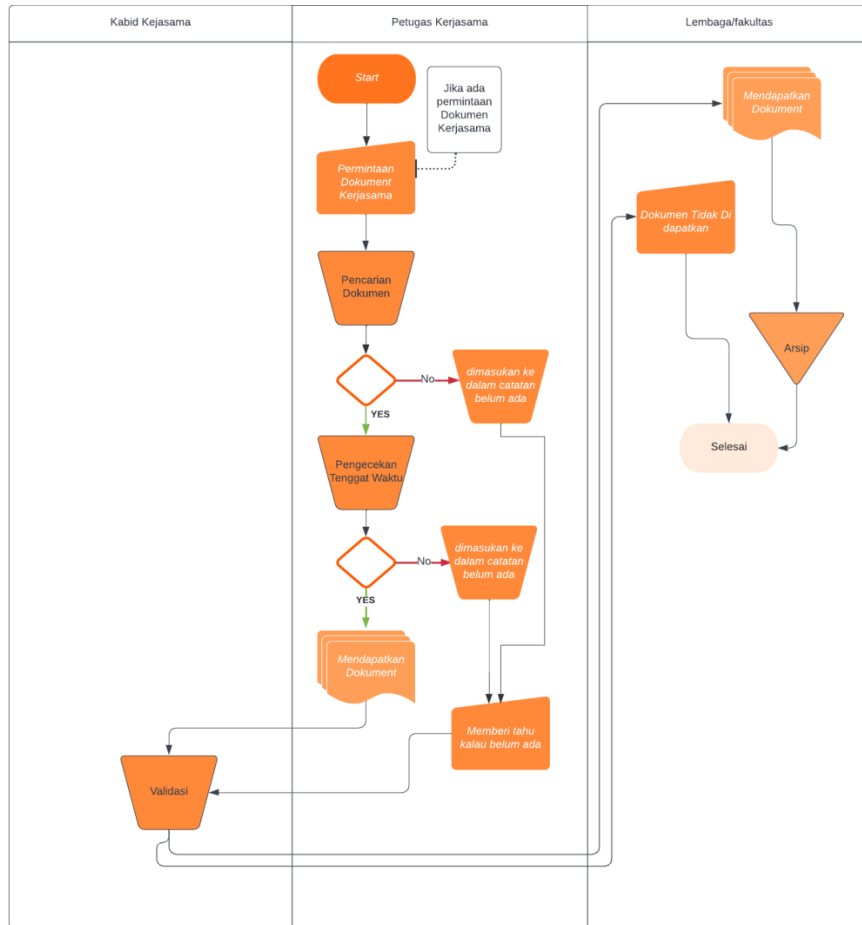 Kabid Kejasama
Petugas Kerjasama
Lembaga/fakultas
Start
Jika ada
permintaan
Dokumen
Kerjasama
Permintaan
Dokument
Kerjasama
Pencarian
Dokumen
No
dimasukan ke
dalam catatan
belum ada
YES
Pengecekan
Tenggat Waktu
No
dimasukan ke
dalam catatan
belum ada
YES
Mendapatkan
Dokument
Memberi tahu
kalau belum ada
Validasi
Mendapatkan
Dokument
Dokumen Tidak Di
dapatkan
Arsip
Selesai